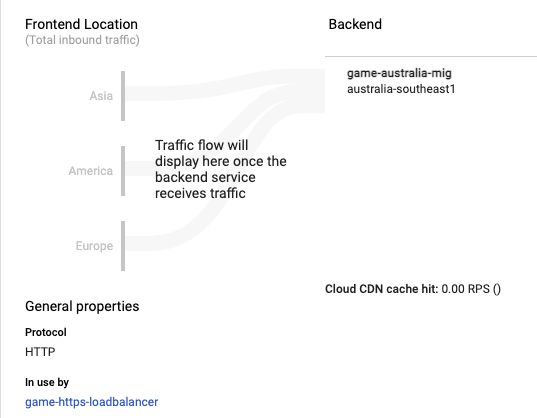 Frontend Location
(Total inbound traffic)
Backend
game-australia-mig
australia-southeast1
Asia
America
Europe
Traffic flow will
display here once the
backend service
receives traffic
Cloud CDN cache hit: 0.00 RPS ()
General properties
Protocol
HTTP
In use by
game-https-loadbalancer